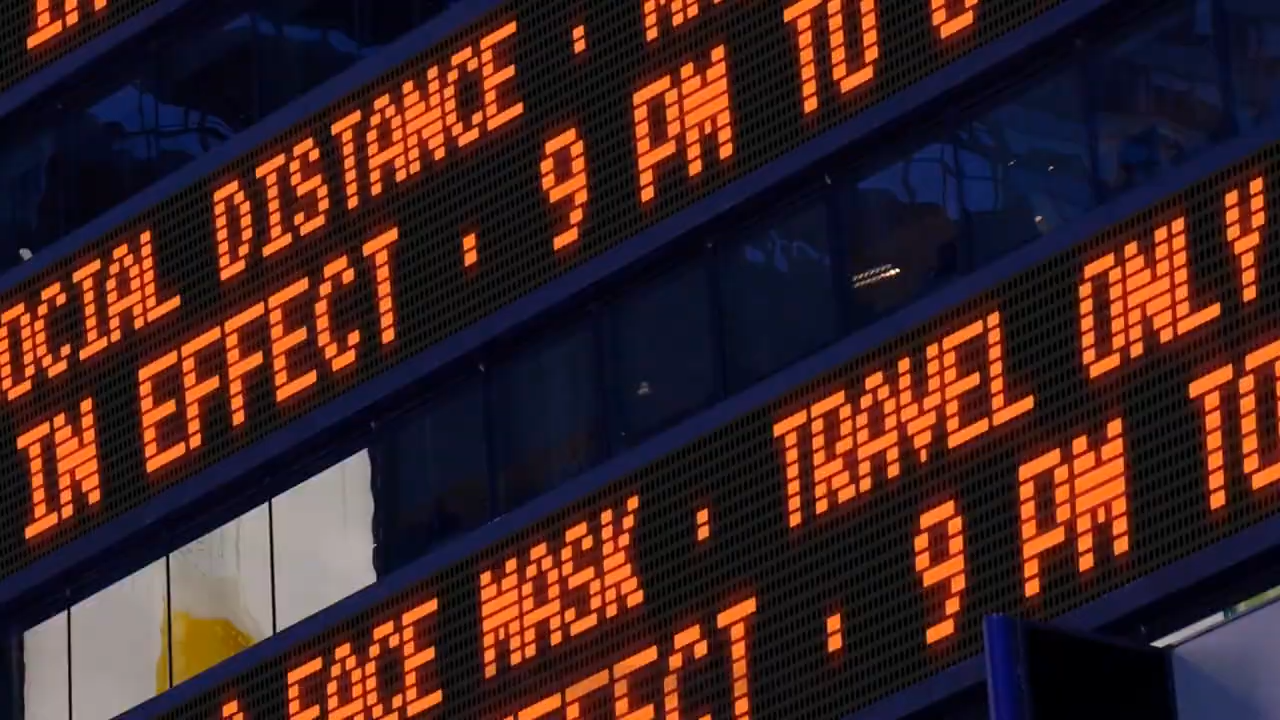 OCIAL DISTANCE ·
IN EFFECT · 9 PM TO
A FACE MASK · TRAVEL ONLY
EFFECT · 9 PM TO